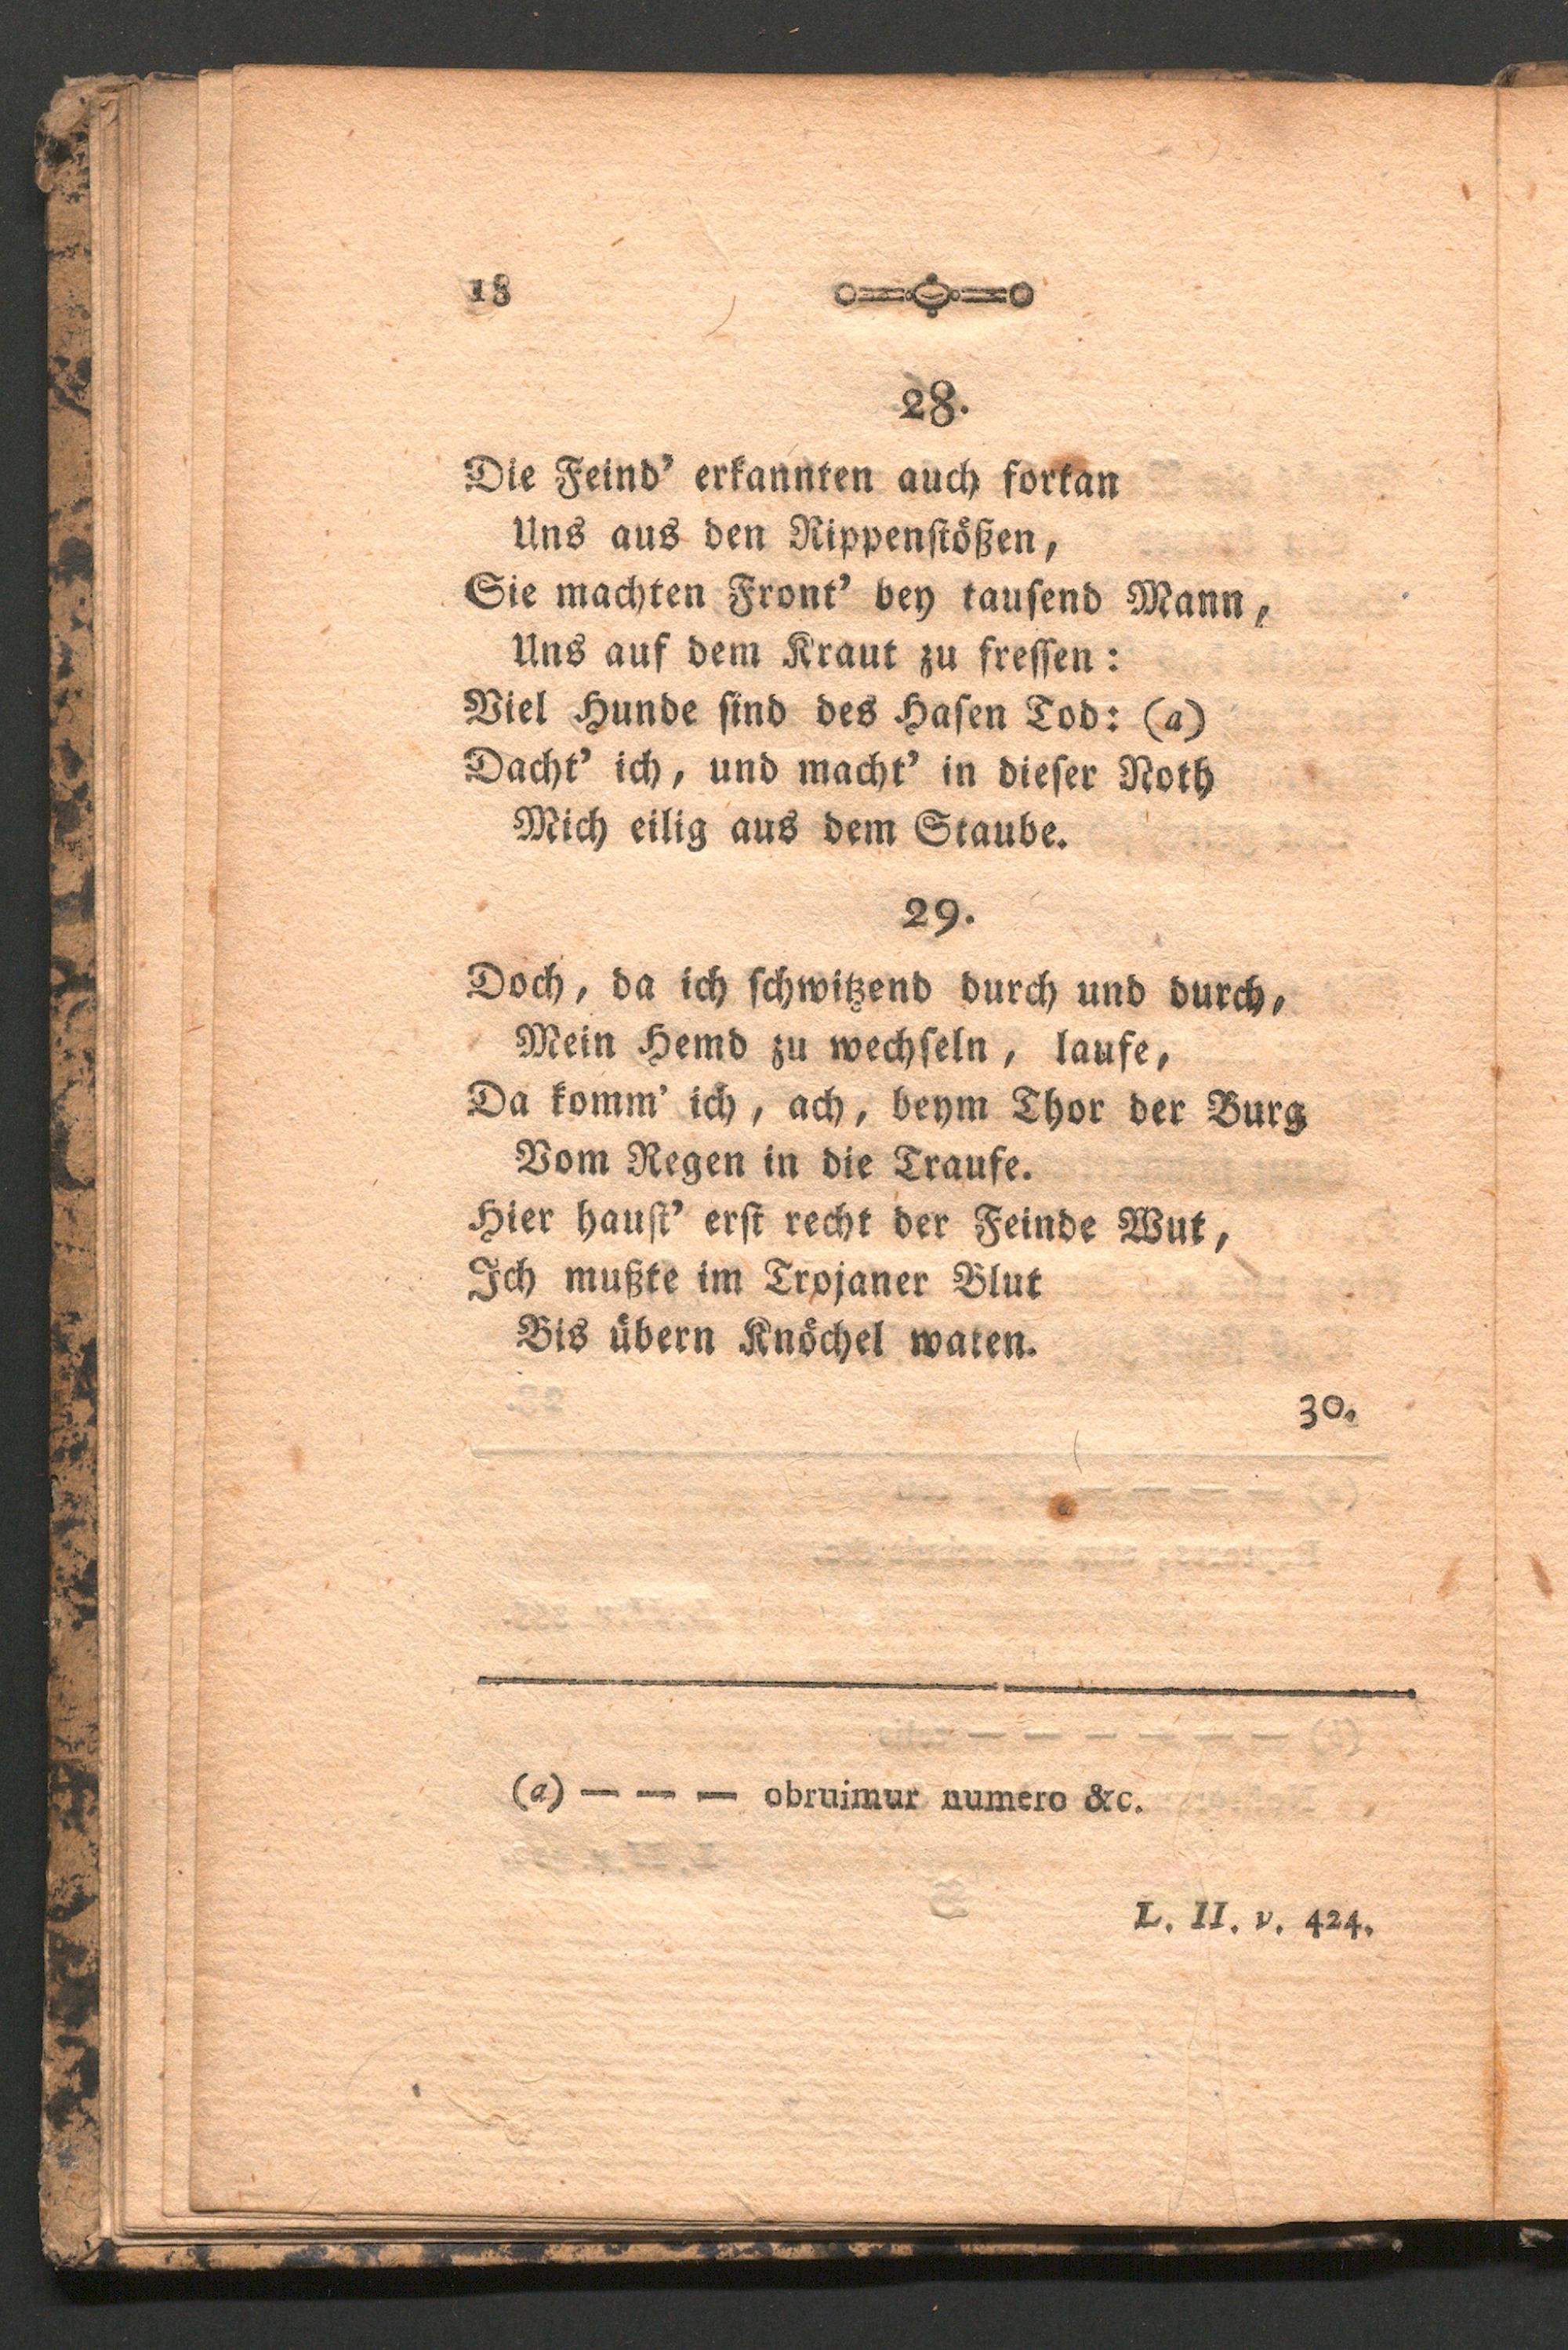 18
28.
Die Feind' erkannten auch fortan
Uns aus den Rippenſtößen,
Sie machten Front' bey tauſend Mann,
Uns auf dem Kraut zu freſſen:
Viel Hunde ſind des Haſen Tod: (a)
Dacht' ich, und macht' in dieſer Noth
Mich eilig aus dem Staube.
29.
Doch, da ich ſchwitzend durch und durch,
Mein Hemd zu wechſeln, laufe,
Da komm' ich, ach, beym Thor der Burg
Vom Regen in die Traufe.
Hier hauſt' erſt recht der Feinde Wut,
Ich mußte im Trojaner Blut
Bis übern Knöchel waten.
30.
(a) — — — obruimur numero &c.
L. II. v. 424.